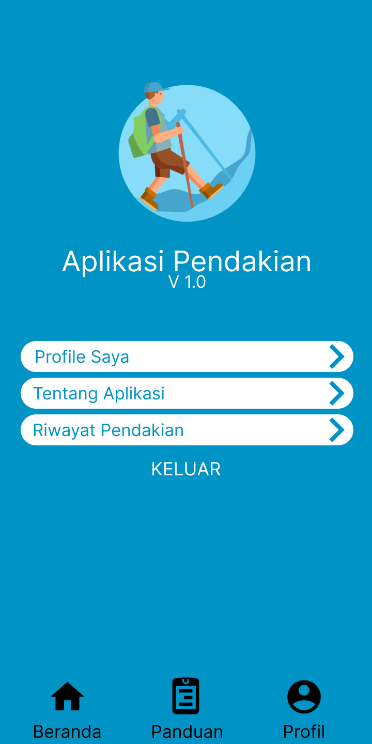 Aplikasi Pendakian
V 1.0
Profile Saya
Tentang Aplikasi
Riwayat Pendakian
KELUAR
Beranda Panduan Profil